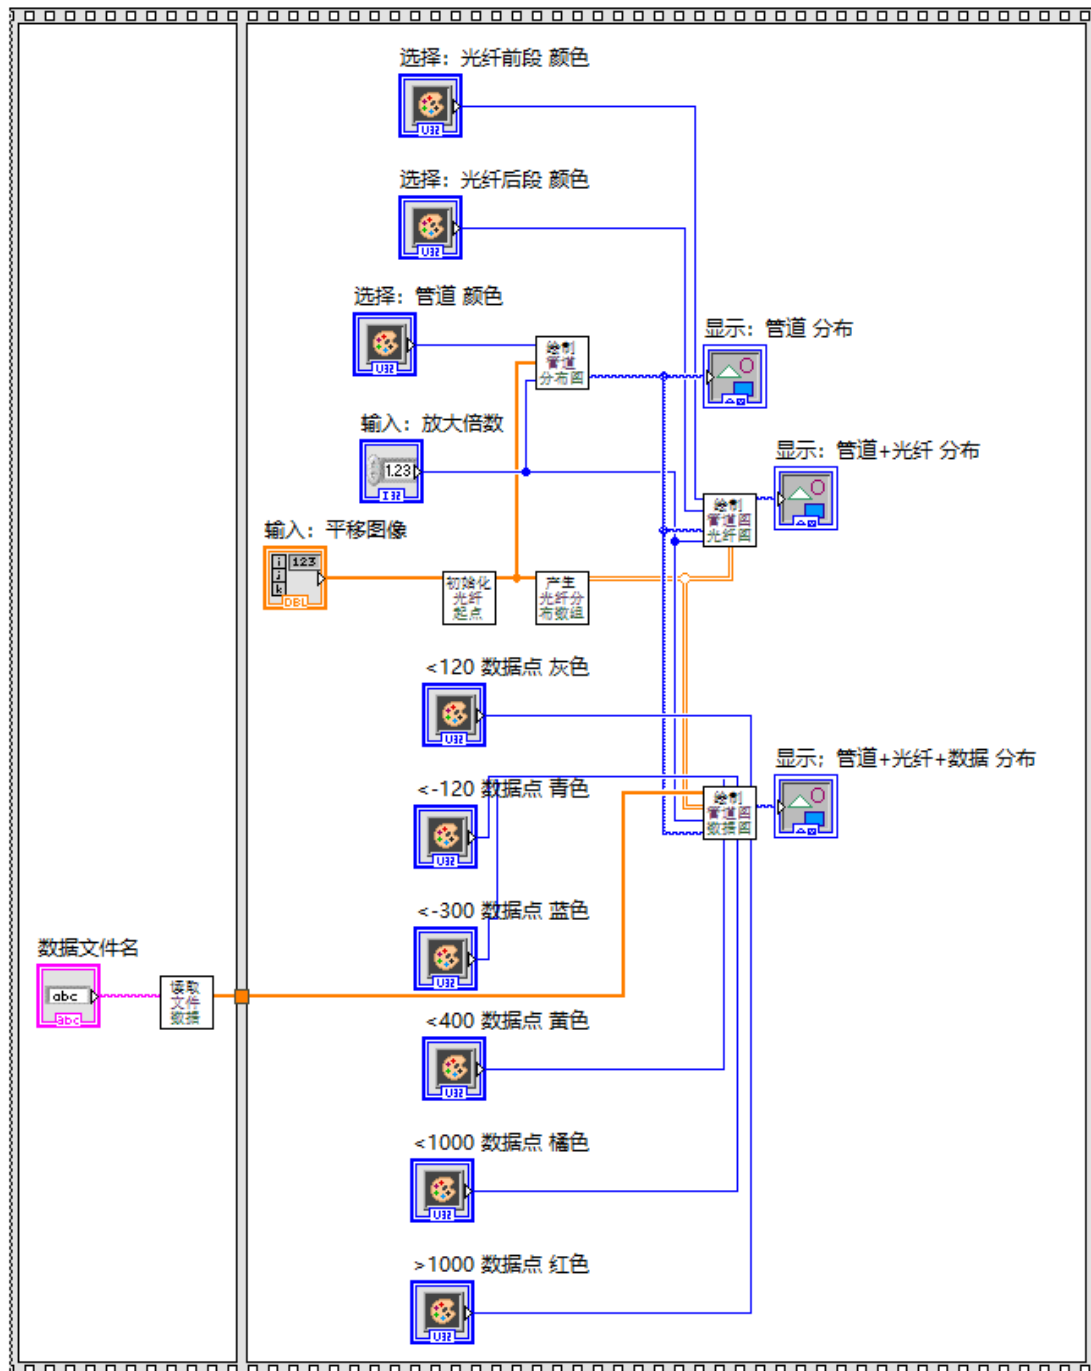 选择：光纤前段 颜色
U32
选择：光纤后段 颜色
U32
选择：管道 颜色
U32
绘制
管道
分布图
显示：管道 分布
输入：放大倍数
1.23
I32
显示：管道+光纤 分布
绘制
管道图
光纤图
输入：平移图像
i
j
k
123
DBL
初始化
光纤
起点
产生
光纤分
布数组
<120 数据点 灰色
U32
<-120 数据点 青色
U32
显示；管道+光纤+数据 分布
绘制
管道图
数据图
<-300 数据点 蓝色
U32
数据文件名
abc
abc
读取
文件
数据
<400 数据点 黄色
U32
<1000 数据点 橘色
U32
>1000 数据点 红色
U32